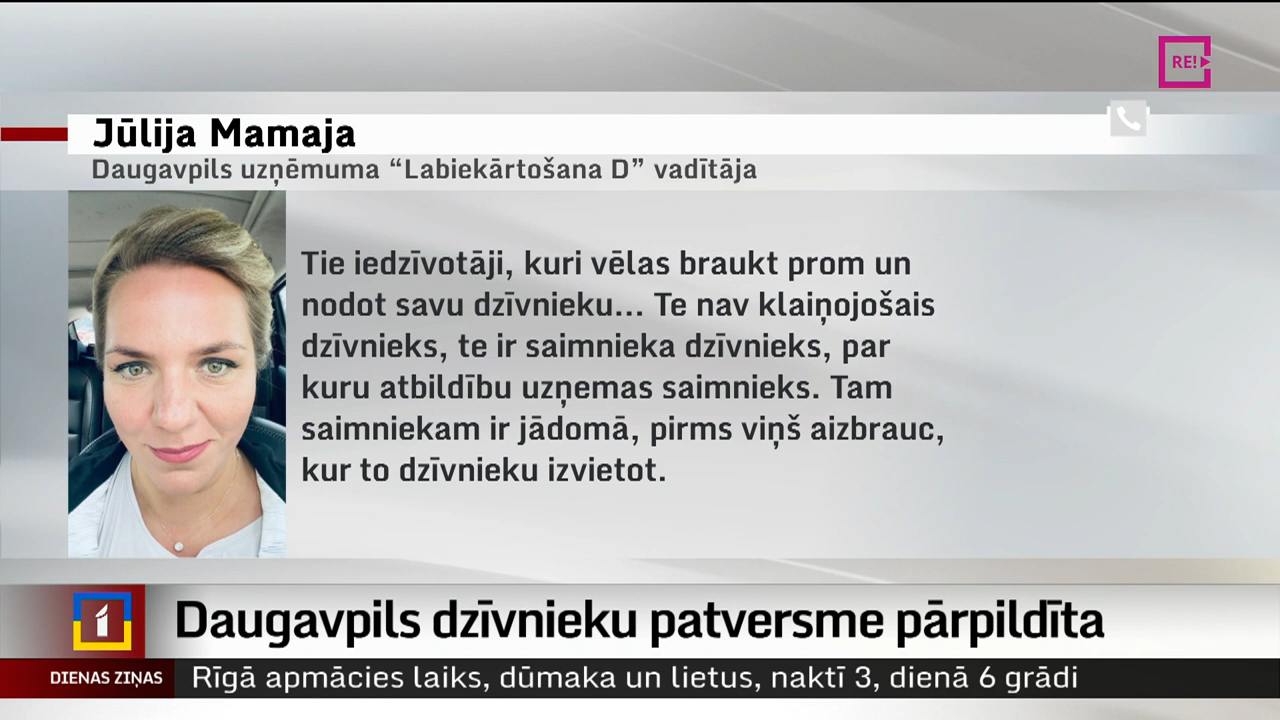 RE!
Jūlija Mamaja
Daugavpils uzņēmuma “Labiekārtošana D” vadītāja
Tie iedzīvotāji, kuri vēlas braukt prom un
nodot savu dzīvnieku... Te nav klaiņojošais
dzīvnieks, te ir saimnieka dzīvnieks, par
kuru atbildību uzņemas saimnieks. Tam
saimniekam ir jādomā, pirms viņš aizbrauc,
kur to dzīvnieku izvietot.
1
Daugavpils dzīvnieku patversme pārpildīta
DIENAS ZIŅAS
Rīgā apmācies laiks, dūmaka un lietus, naktī 3, dienā 6 grādi